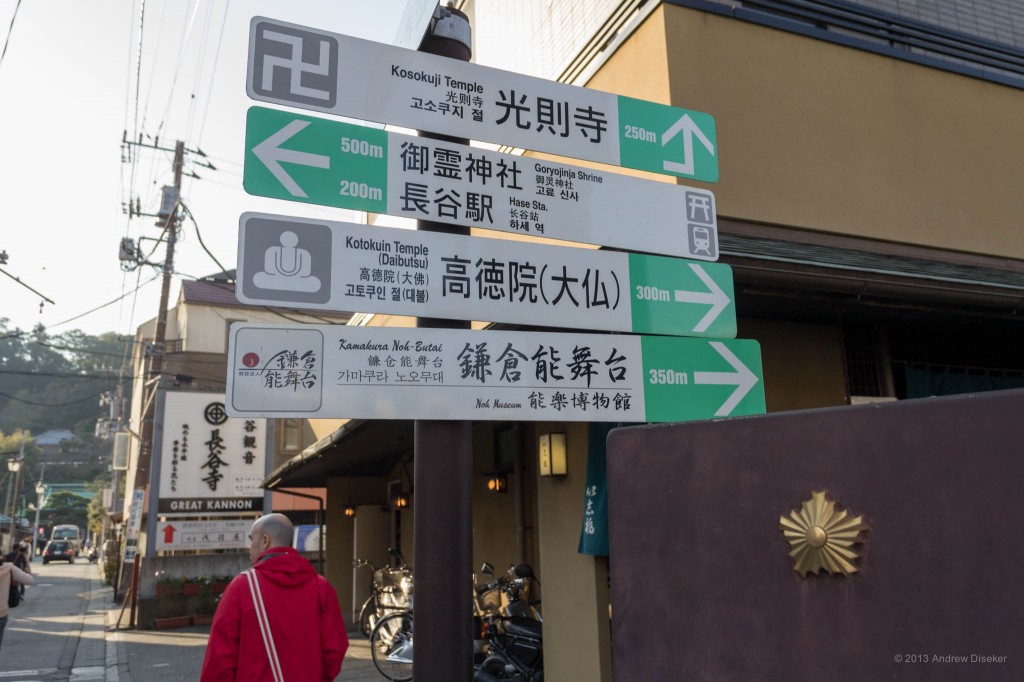 卍
Kosokuji Temple
光则寺
고소쿠지 절
光則寺
250m
500m
200m
御霊神社
Goryojinja Shrine
御灵神社
고료 신사
長谷駅
Hase Sta.
长谷站
하세 역
Kotokuin Temple
(Daibutsu)
高德院(大佛)
고토쿠인 절(대불)
高徳院(大仏)
300m
鎌倉
能舞台
Kamakura Noh-Butai
镰仓能舞台
가마쿠라 노오무대
鎌倉能舞台
Noh Museum 能楽博物館
350m
谷観音
長谷寺
GREAT KANNON
© 2013 Andrew Diseker